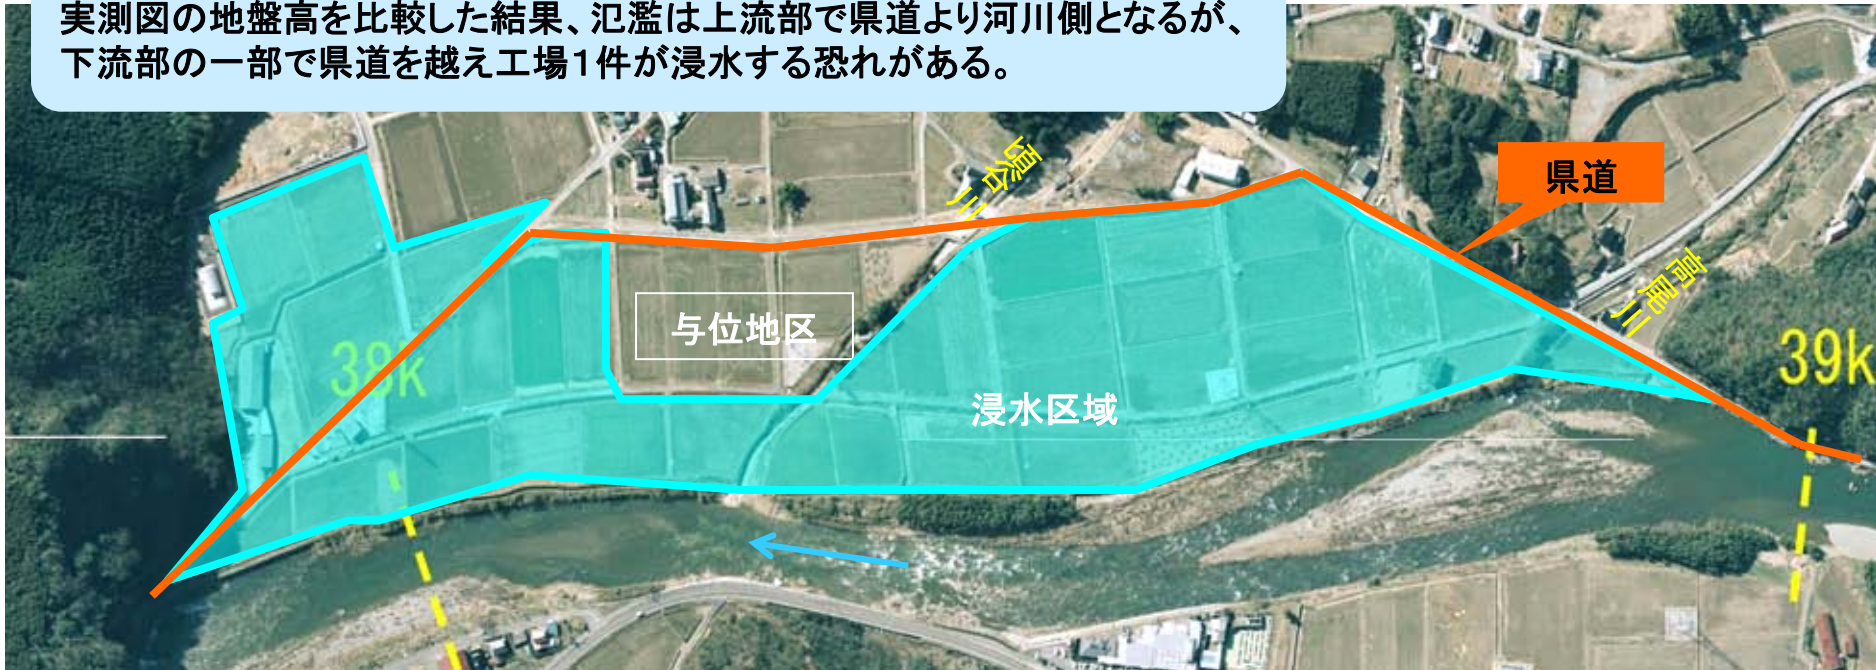 実測図の地盤高を比較した結果、氾濫は上流部で県道より河川側となるが、
下流部の一部で県道を越え工場1件が浸水する恐れがある。
県道
高尾川
与位地区
38k
39k
浸水区域